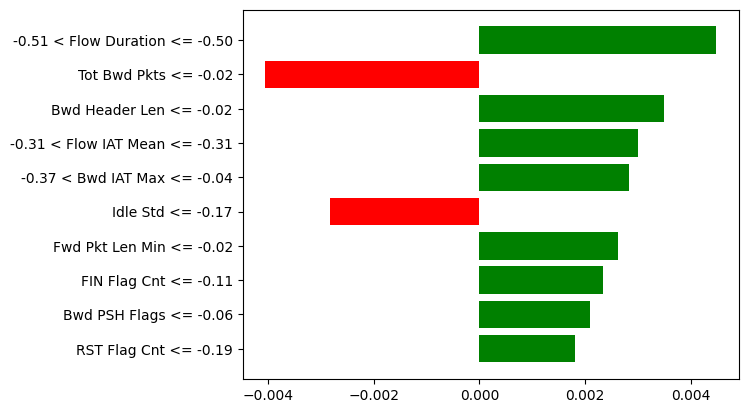 -0.51 < Flow Duration <= -0.50
Tot Bwd Pkts <= -0.02
Bwd Header Len <= -0.02
-0.31 < Flow IAT Mean <= -0.31
-0.37 < Bwd IAT Max <= -0.04
Idle Std <= -0.17
Fwd Pkt Len Min <= -0.02
FIN Flag Cnt <= -0.11
Bwd PSH Flags <= -0.06
RST Flag Cnt <= -0.19
−0.004 −0.002 0.000 0.002 0.004